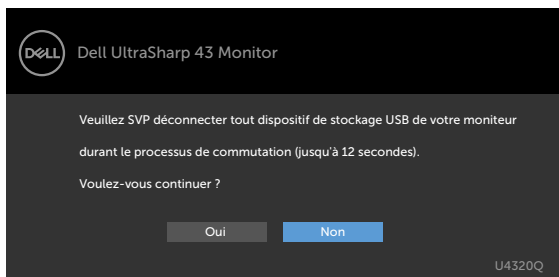 DELL Dell UltraSharp 43 Monitor
Veuillez SVP déconnecter tout dispositif de stockage USB de votre moniteur
durant le processus de commutation (jusqu'à 12 secondes).
Voulez-vous continuer ?
Oui Non
U4320Q